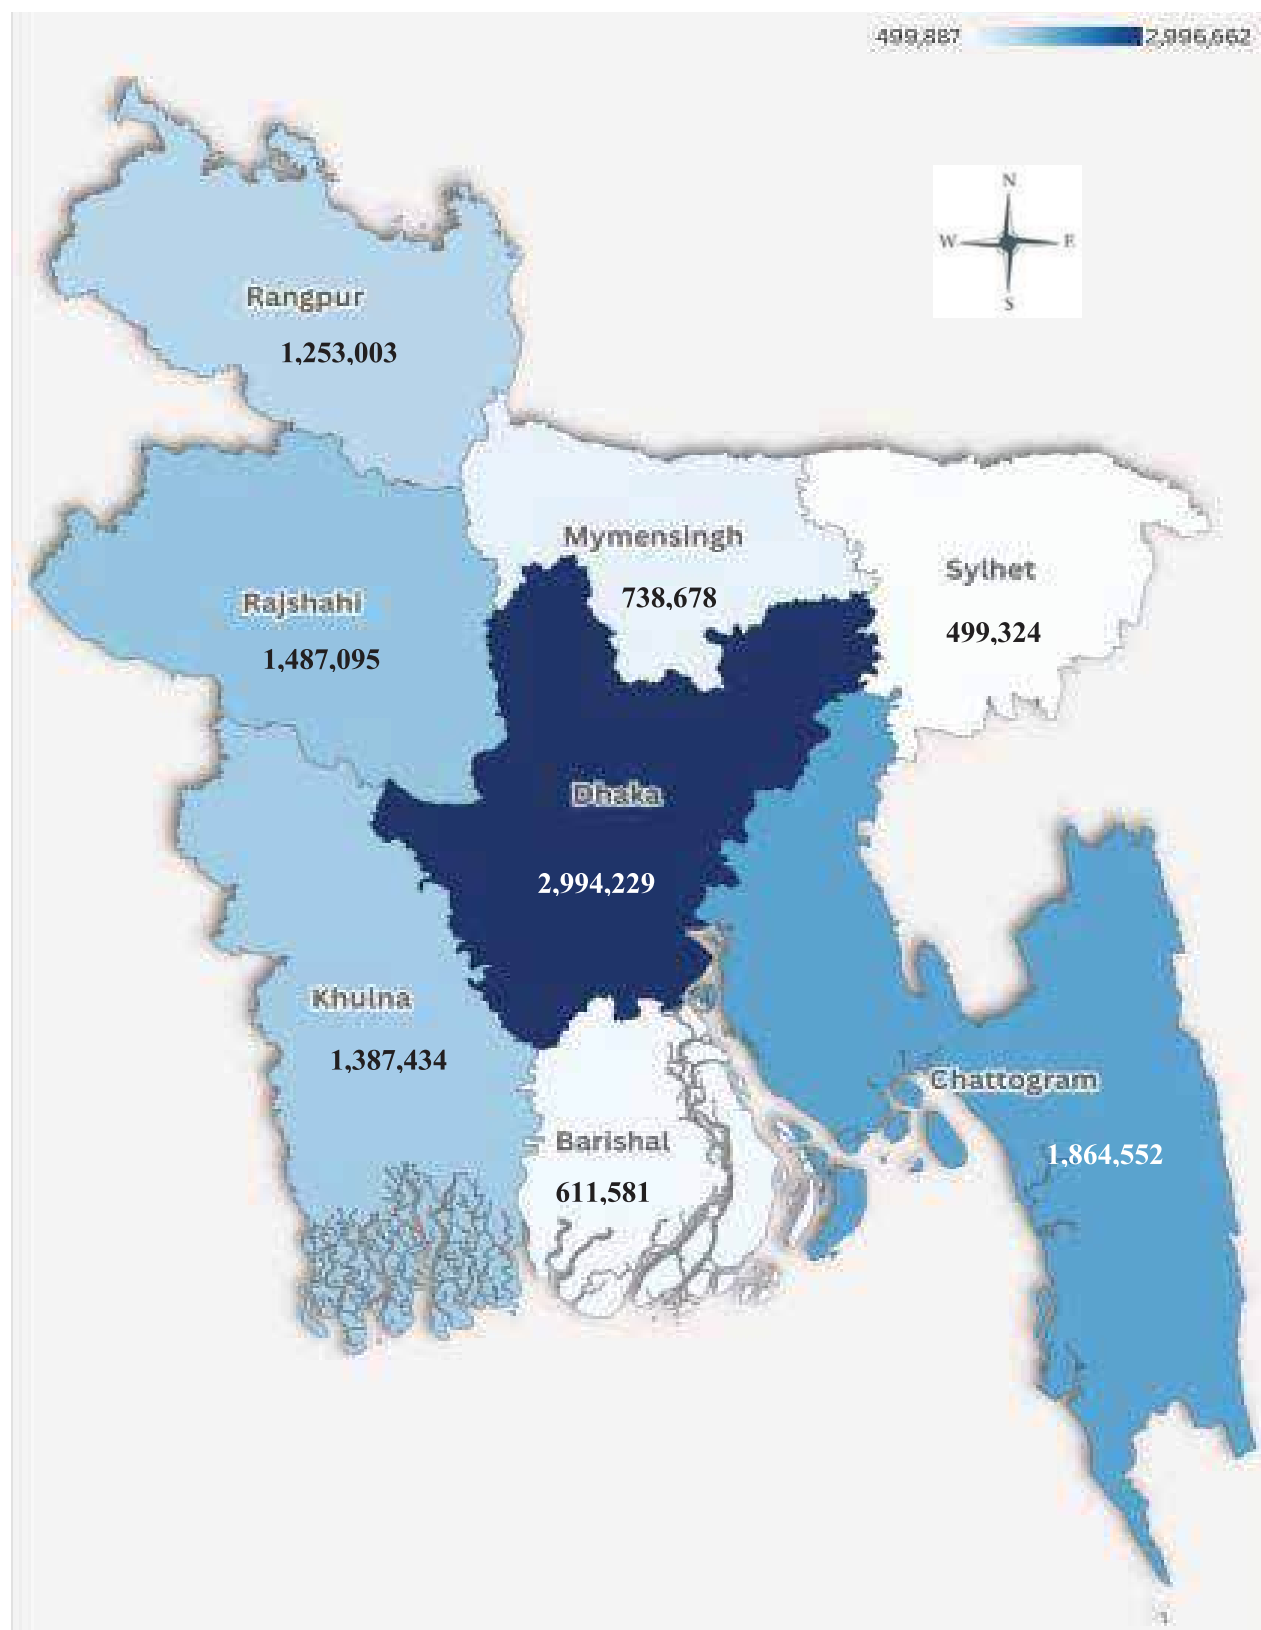 499,887 2,996,662
N
W E
S
Rangpur
1,253,003
Mymensingh
738,678
Sylhet
499,324
Rajshahi
1,487,095
Dhaka
2,994,229
Khulna
1,387,434
Chattogram
1,864,552
Barishal
611,581
1